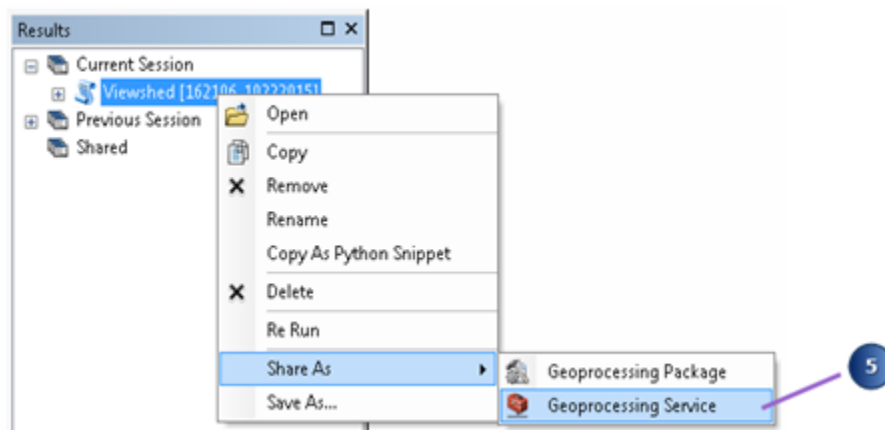 Results
Current Session
Viewshed [162106_10222015]
Previous Session
Shared
Open
Copy
Remove
Rename
Copy As Python Snippet
Delete
Re Run
Share As
Save As...
Geoprocessing Package
Geoprocessing Service
5